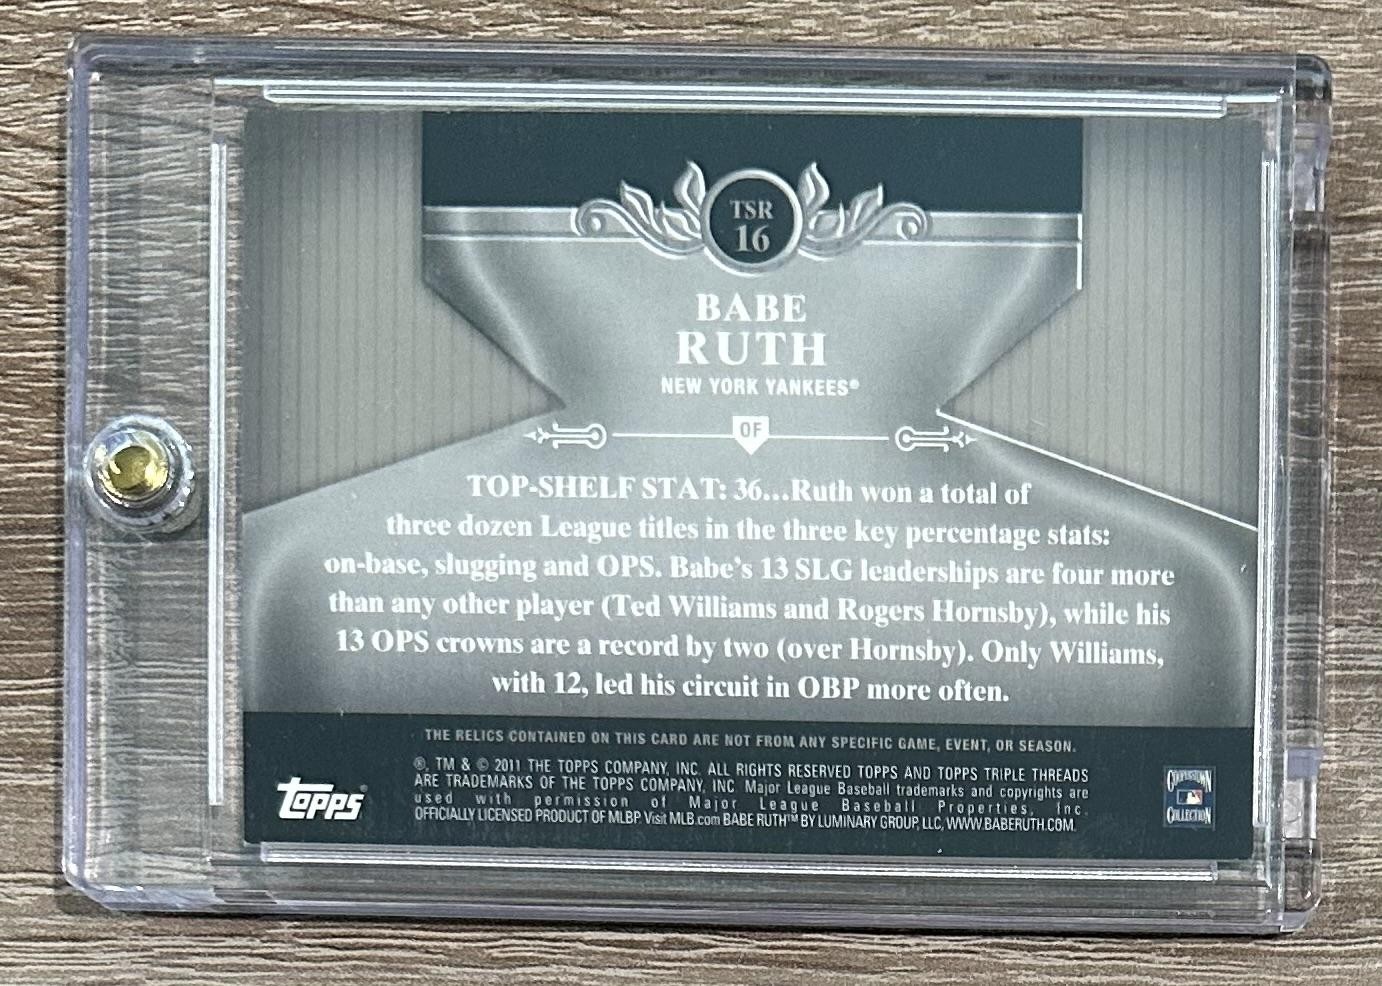 TSR
16
BABE
RUTH
NEW YORK YANKEES®
OF
TOP-SHELF STAT: 36...Ruth won a total of
three dozen League titles in the three key percentage stats:
on-base, slugging and OPS. Babe's 13 SLG leaderships are four more
than any other player (Ted Williams and Rogers Hornsby), while his
13 OPS crowns are a record by two (over Hornsby). Only Williams,
with 12, led his circuit in OBP more often.
THE RELICS CONTAINED ON THIS CARD ARE NOT FROM ANY SPECIFIC GAME, EVENT, OR SEASON.
®, TM & © 2011 THE TOPPS COMPANY, INC. ALL RIGHTS RESERVED TOPPS AND TOPPS TRIPLE THREADS
ARE TRADEMARKS OF THE TOPPS COMPANY, INC Major League Baseball trademarks and copyrights are
used with permission of Major League Baseball Properties, Inc.
OFFICIALLY LICENSED PRODUCT OF MLBP Visit MLB.com BABE RUTH™ BY LUMINARY GROUP, LLC, WWW.BABERUTH.COM.
topps®
COOPERSTOWN
COLLECTION